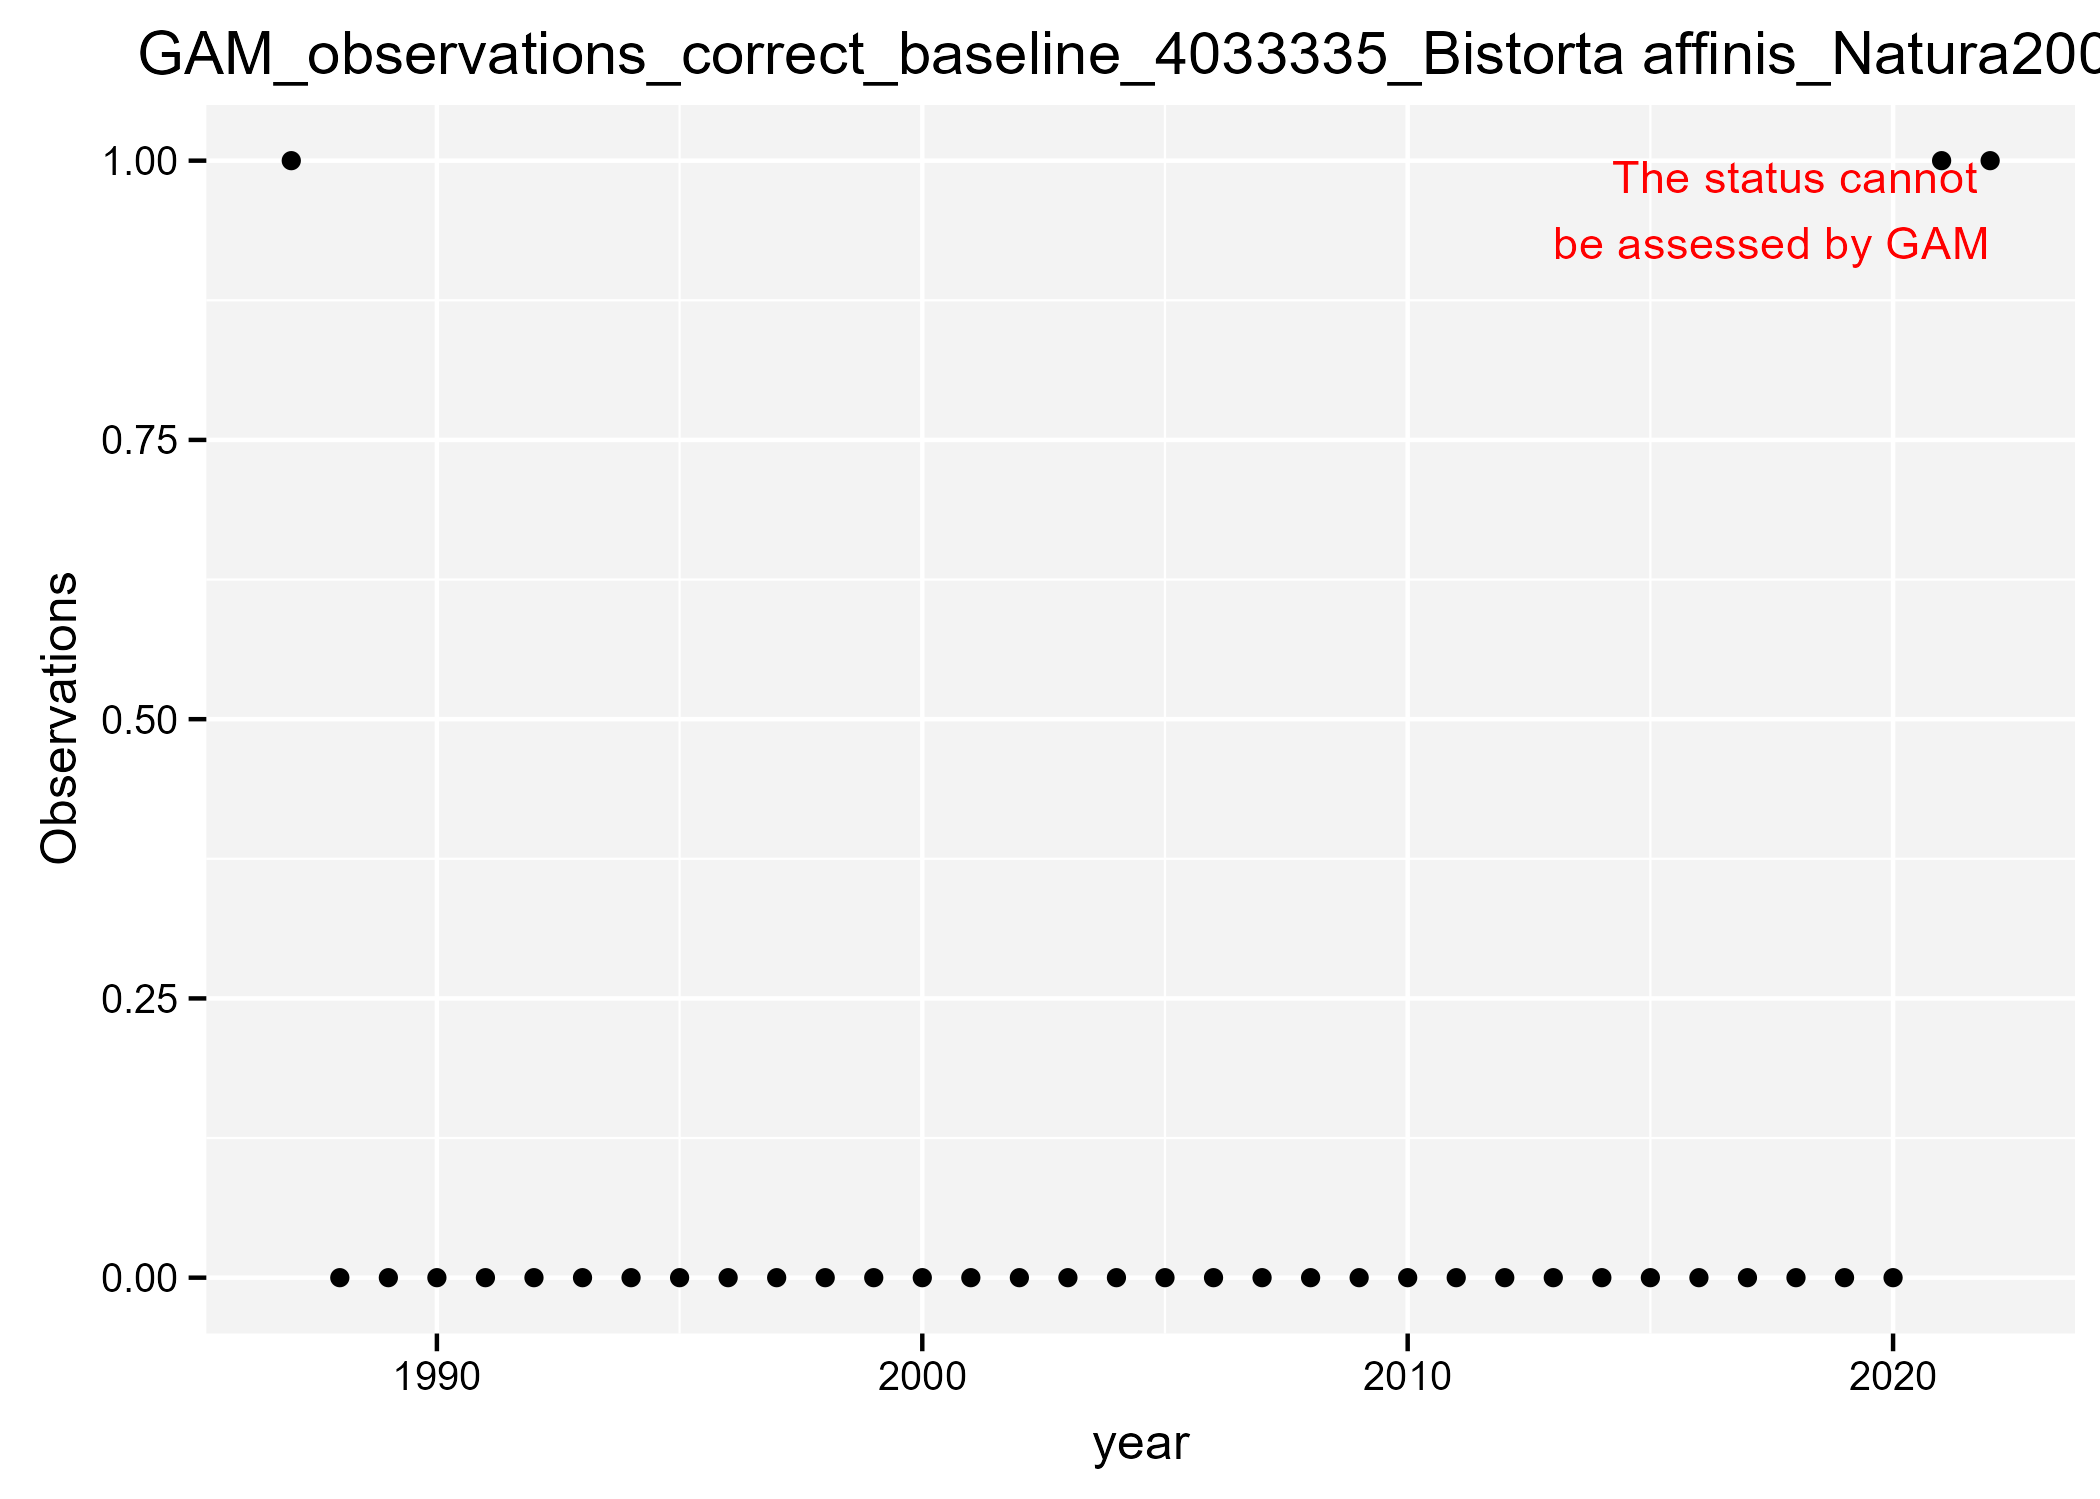 GAM_observations_correct_baseline_4033335_Bistorta affinis_Natura200
1.00
The status cannot
be assessed by GAM
0.75
Observations
0.50
0.25
0.00
1990 2000 2010 2020
year